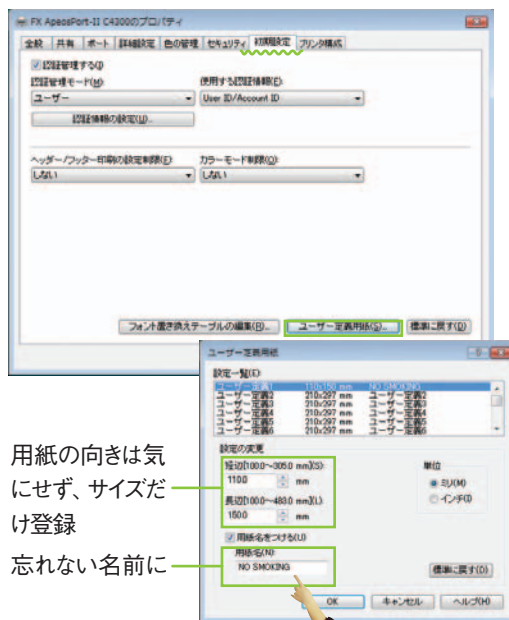 FX ApeosPort-II C4300のプロパティ
全般 共有 ポート 詳細設定 色の管理 セキュリティ 初期設定 プリンタ構成
認証管理する(J)
認証管理モード(M): 使用する認証情報(E):
ユーザー User ID/Account ID
認証情報の設定(U)...
ヘッダー/フッター印刷の設定制限(E): カラーモード制限(O):
しない しない
フォント置き換えテーブルの編集(R)... ユーザー定義用紙(S)... 標準に戻す(D)
ユーザー定義用紙
設定一覧(E):
ユーザー定義1 110x150 mm NO SMOKING
ユーザー定義2 210x297 mm ユーザー定義2
ユーザー定義3 210x297 mm ユーザー定義3
ユーザー定義4 210x297 mm ユーザー定義4
ユーザー定義5 210x297 mm ユーザー定義5
ユーザー定義6 210x297 mm ユーザー定義6
設定の変更
短辺[100.0~305.0 mm](S): 単位
110.0 mm ミリ(M)
長辺[100.0~483.0 mm](L): インチ(I)
150.0 mm
用紙名をつける(U)
用紙名(N):
NO SMOKING 標準に戻す(D)
OK キャンセル ヘルプ(H)
用紙の向きは気
にせず、サイズだ
け登録
忘れない名前に